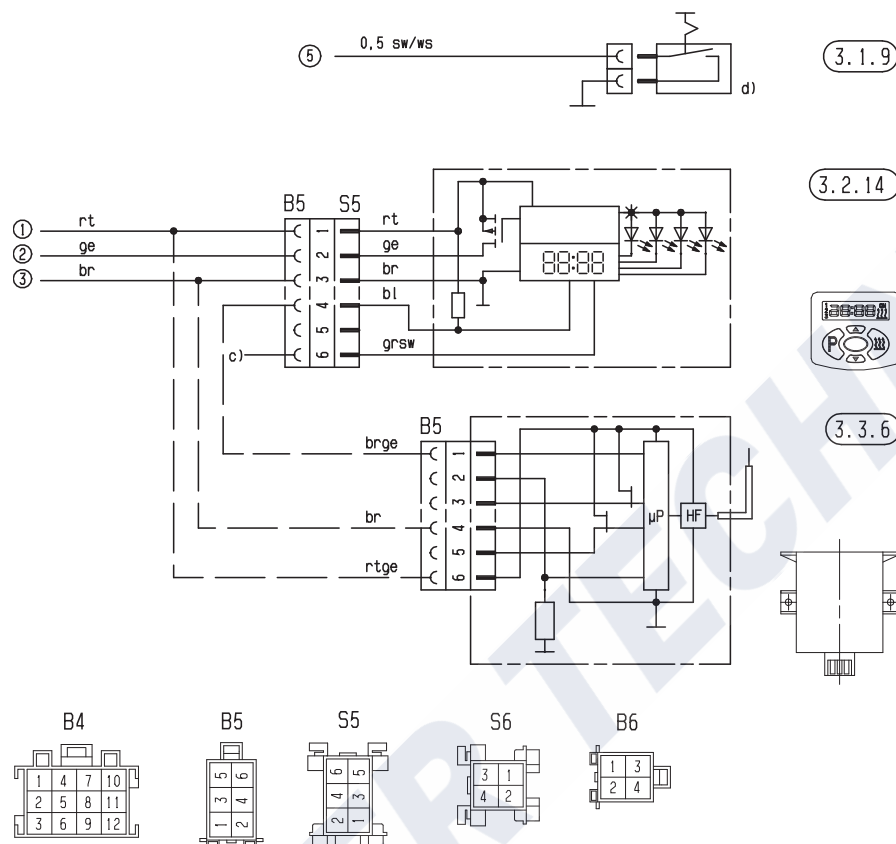 5 0,5 sw/ws d) 3.1.9
3.2.14
B5 S5
1 rt 1 rt
2 ge 2 ge
3 br 3 br
4 bl
5
c) 6 grsw
88:88
P
3.3.6
B5
brge 1
2
3
br 4
5
rtge 6
µP HF
B4 B5 S5 S6 B6
1 4 7 10
2 5 8 11
3 6 9 12
5 6
3 4
1 2
6 5
4 3
2 1
3 1
4 2
1 3
2 4
ER TECH